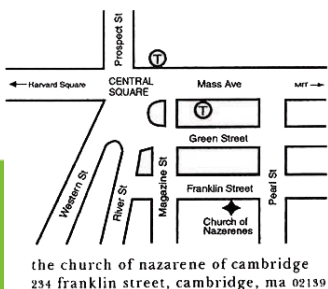 Prospect St
T
← Harvard Square
CENTRAL
SQUARE
Mass Ave
MIT →
T
Green Street
Western St
River St
Magazine St
Franklin Street
Pearl St
Church of
Nazerenes
the church of nazarene of cambridge
234 franklin street, cambridge, ma 02139